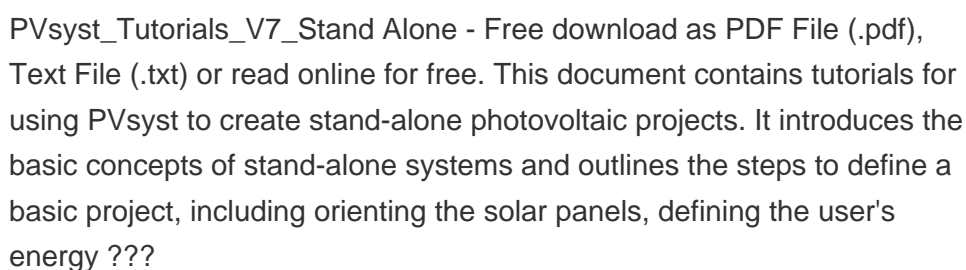 PVsyst_Tutorials_V7_Stand Alone - Free download as PDF File (.pdf),
Text File (.txt) or read online for free. This document contains tutorials for
using PVsyst to create stand-alone photovoltaic projects. It introduces the
basic concepts of stand-alone systems and outlines the steps to define a
basic project, including orienting the solar panels, defining the user's
energy ???